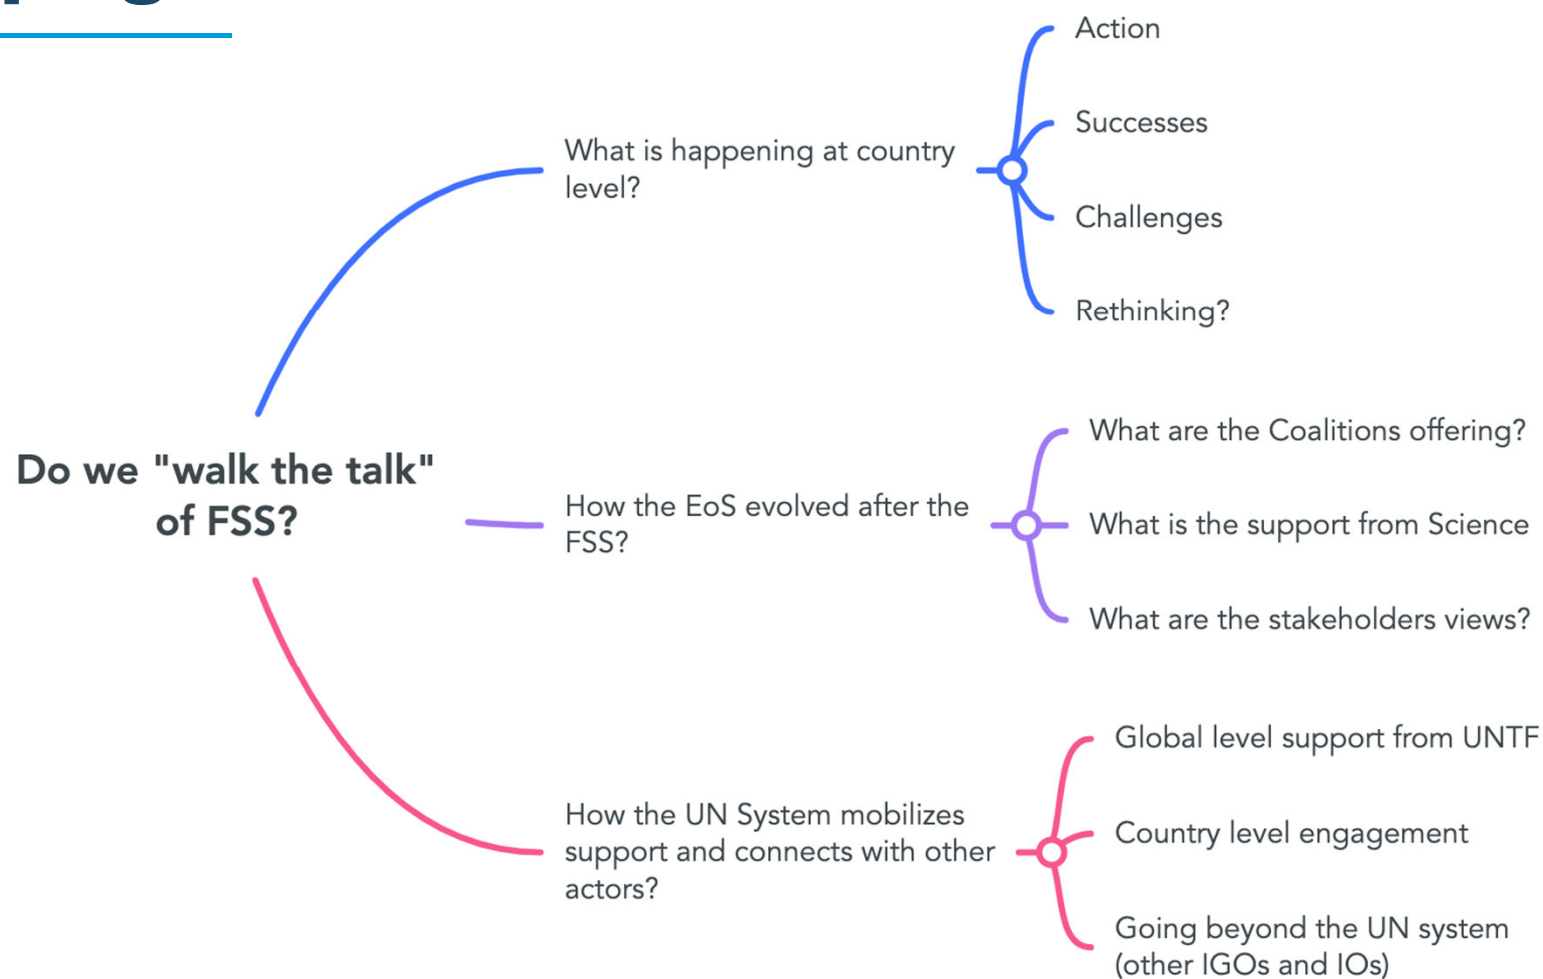 Do we "walk the talk"
of FSS?
What is happening at country
level?
Action
Successes
Challenges
Rethinking?
How the EoS evolved after the
FSS?
What are the Coalitions offering?
What is the support from Science
What are the stakeholders views?
How the UN System mobilizes
support and connects with other
actors?
Global level support from UNTF
Country level engagement
Going beyond the UN system
(other IGOs and IOs)